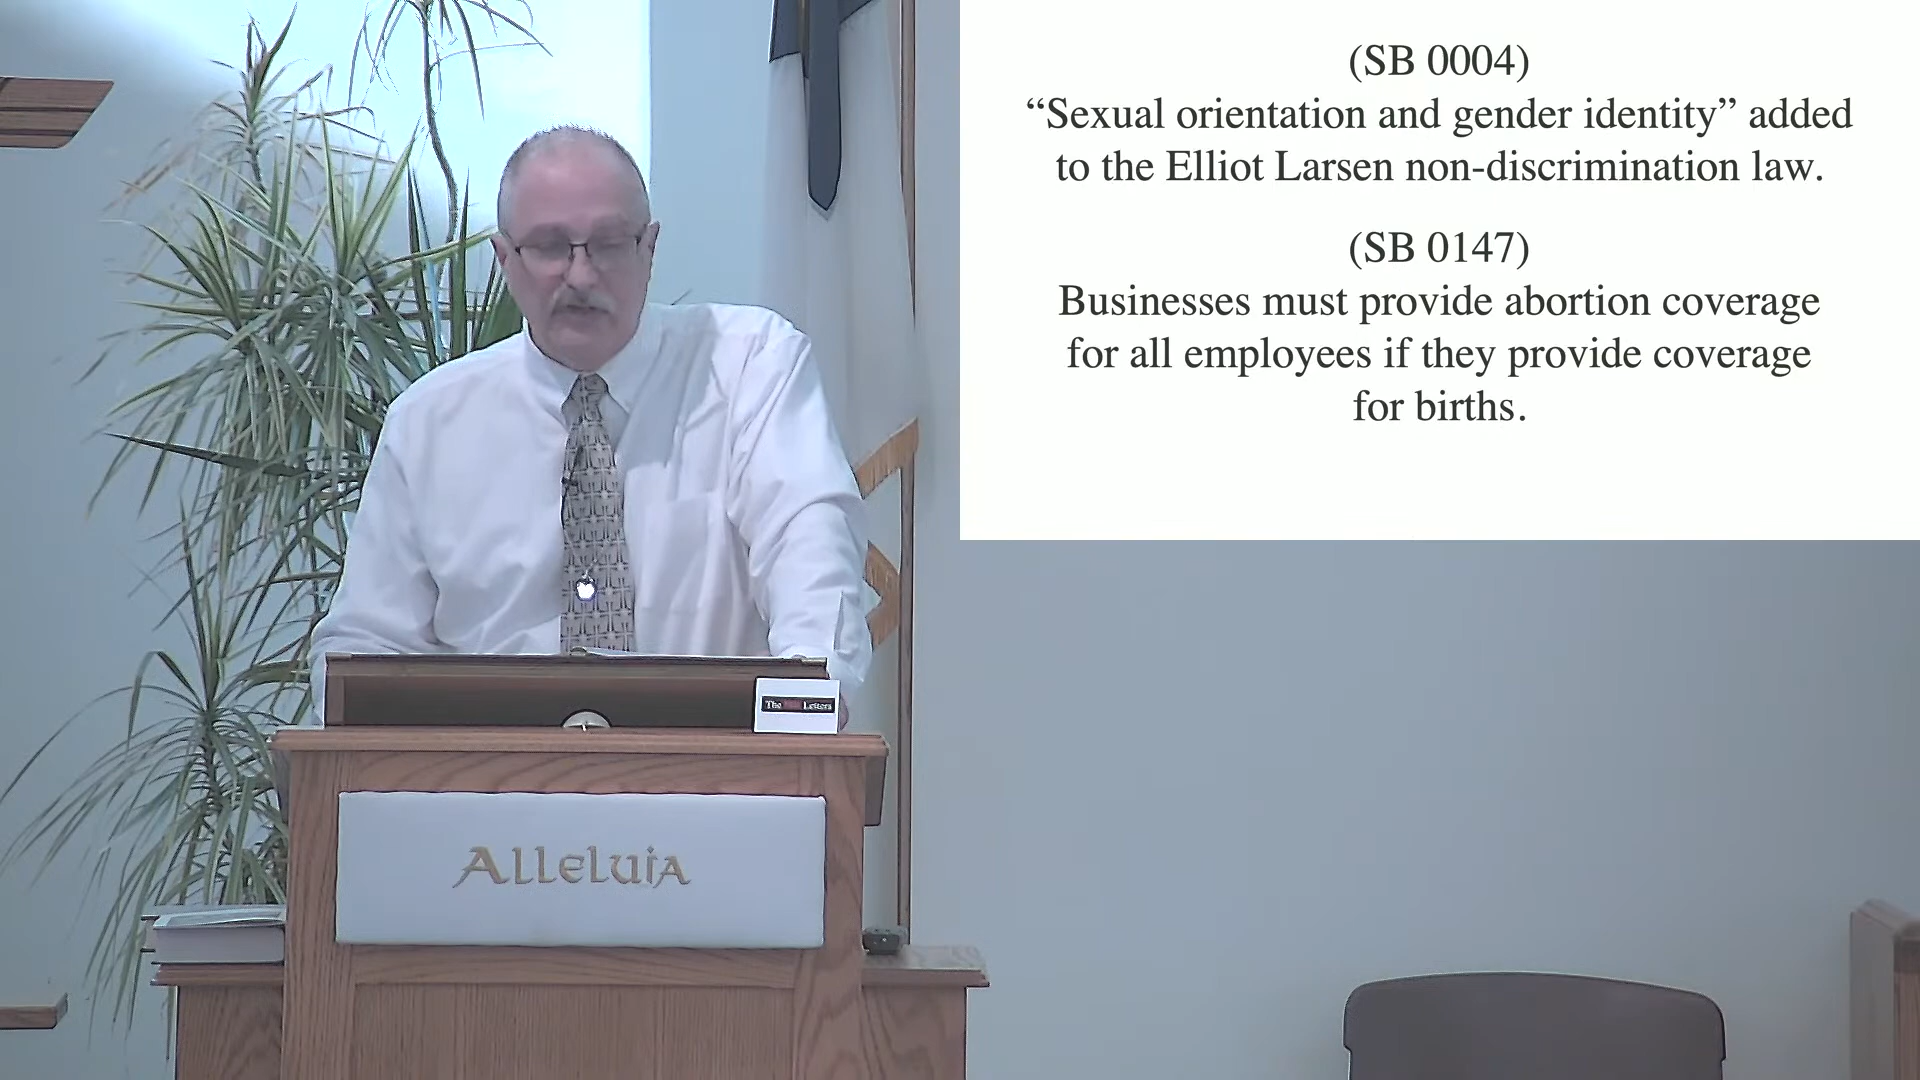 (SB 0004)
“Sexual orientation and gender identity” added
to the Elliot Larsen non-discrimination law.
(SB 0147)
Businesses must provide abortion coverage
for all employees if they provide coverage
for births.
The Letters
Alleluia